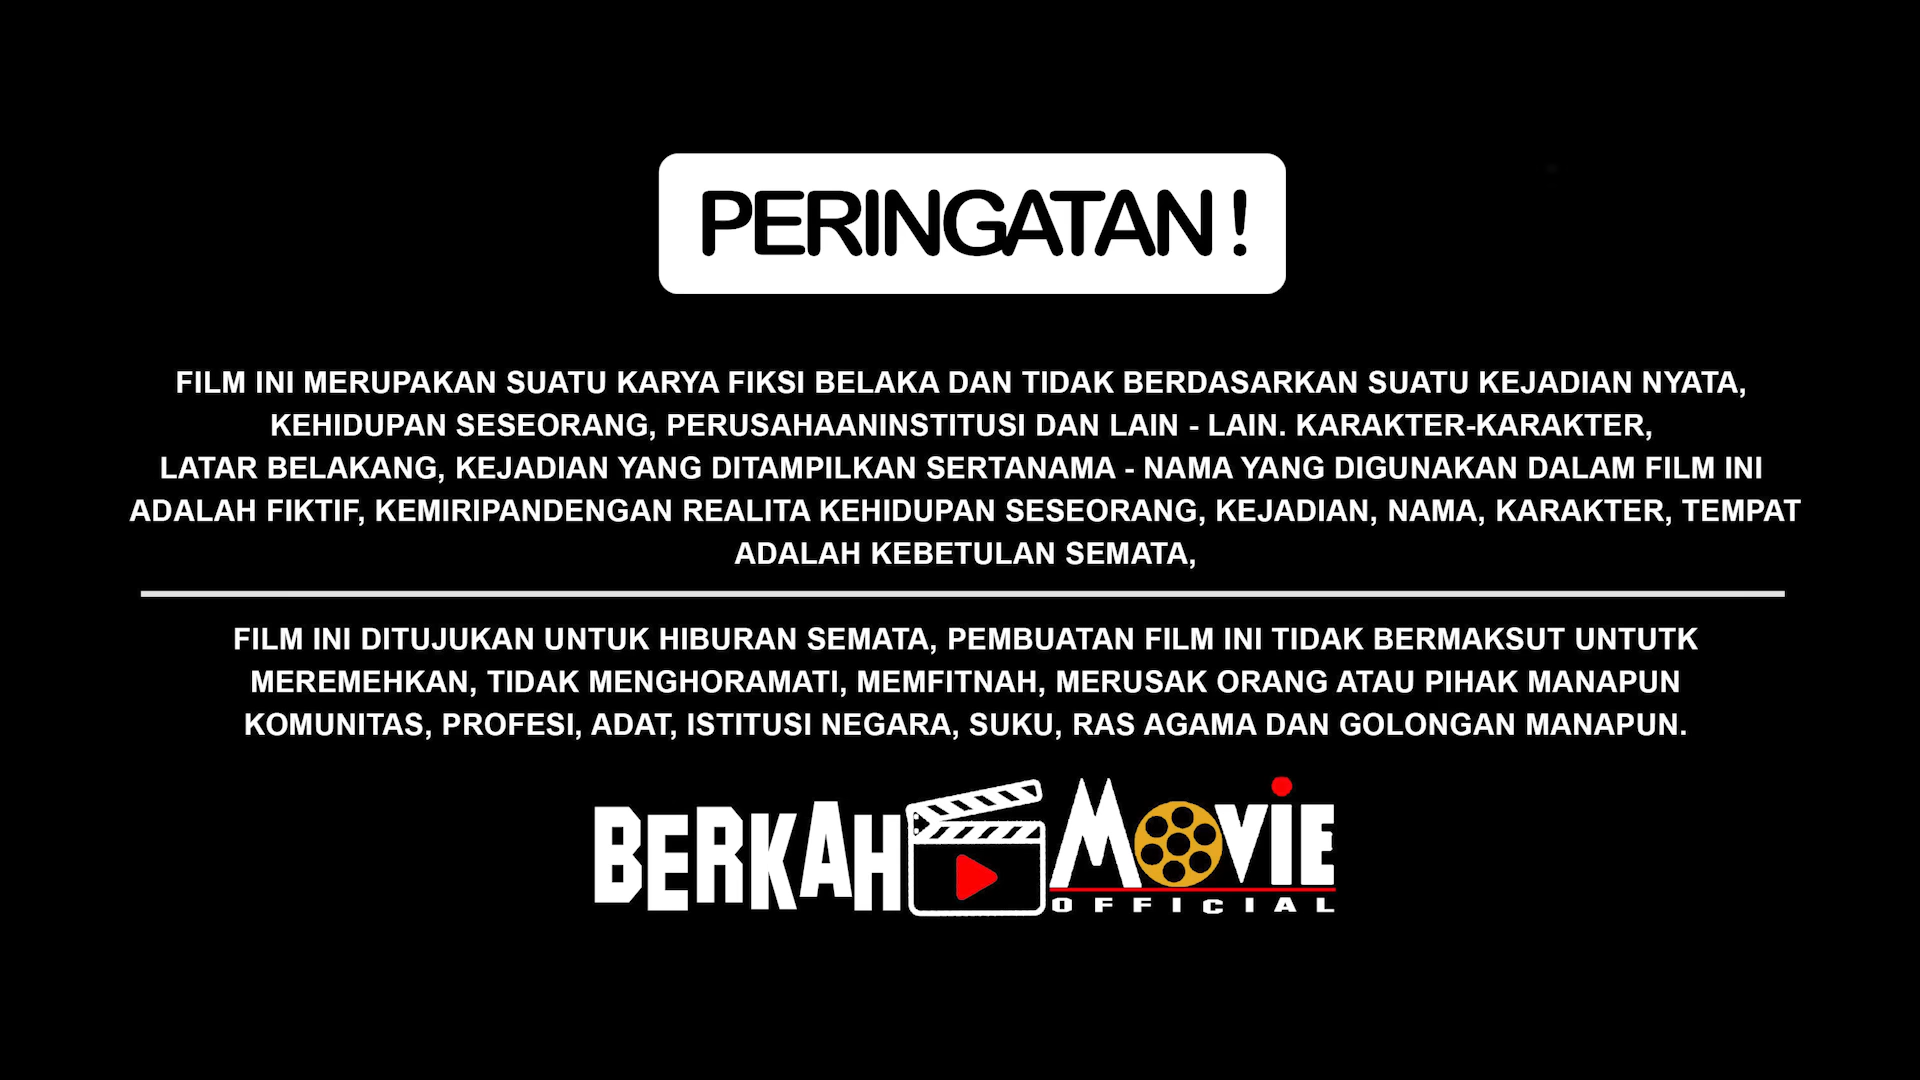 PERINGATAN !
FILM INI MERUPAKAN SUATU KARYA FIKSI BELAKA DAN TIDAK BERDASARKAN SUATU KEJADIAN NYATA,
KEHIDUPAN SESEORANG, PERUSAHAANINSTITUSI DAN LAIN - LAIN. KARAKTER-KARAKTER,
LATAR BELAKANG, KEJADIAN YANG DITAMPILKAN SERTANAMA - NAMA YANG DIGUNAKAN DALAM FILM INI
ADALAH FIKTIF, KEMIRIPANDENGAN REALITA KEHIDUPAN SESEORANG, KEJADIAN, NAMA, KARAKTER, TEMPAT
ADALAH KEBETULAN SEMATA,
FILM INI DITUJUKAN UNTUK HIBURAN SEMATA, PEMBUATAN FILM INI TIDAK BERMAKSUT UNTUTK
MEREMEHKAN, TIDAK MENGHORAMATI, MEMFITNAH, MERUSAK ORANG ATAU PIHAK MANAPUN
KOMUNITAS, PROFESI, ADAT, ISTITUSI NEGARA, SUKU, RAS AGAMA DAN GOLONGAN MANAPUN.
BERKAH MOVIE
OFFICIAL